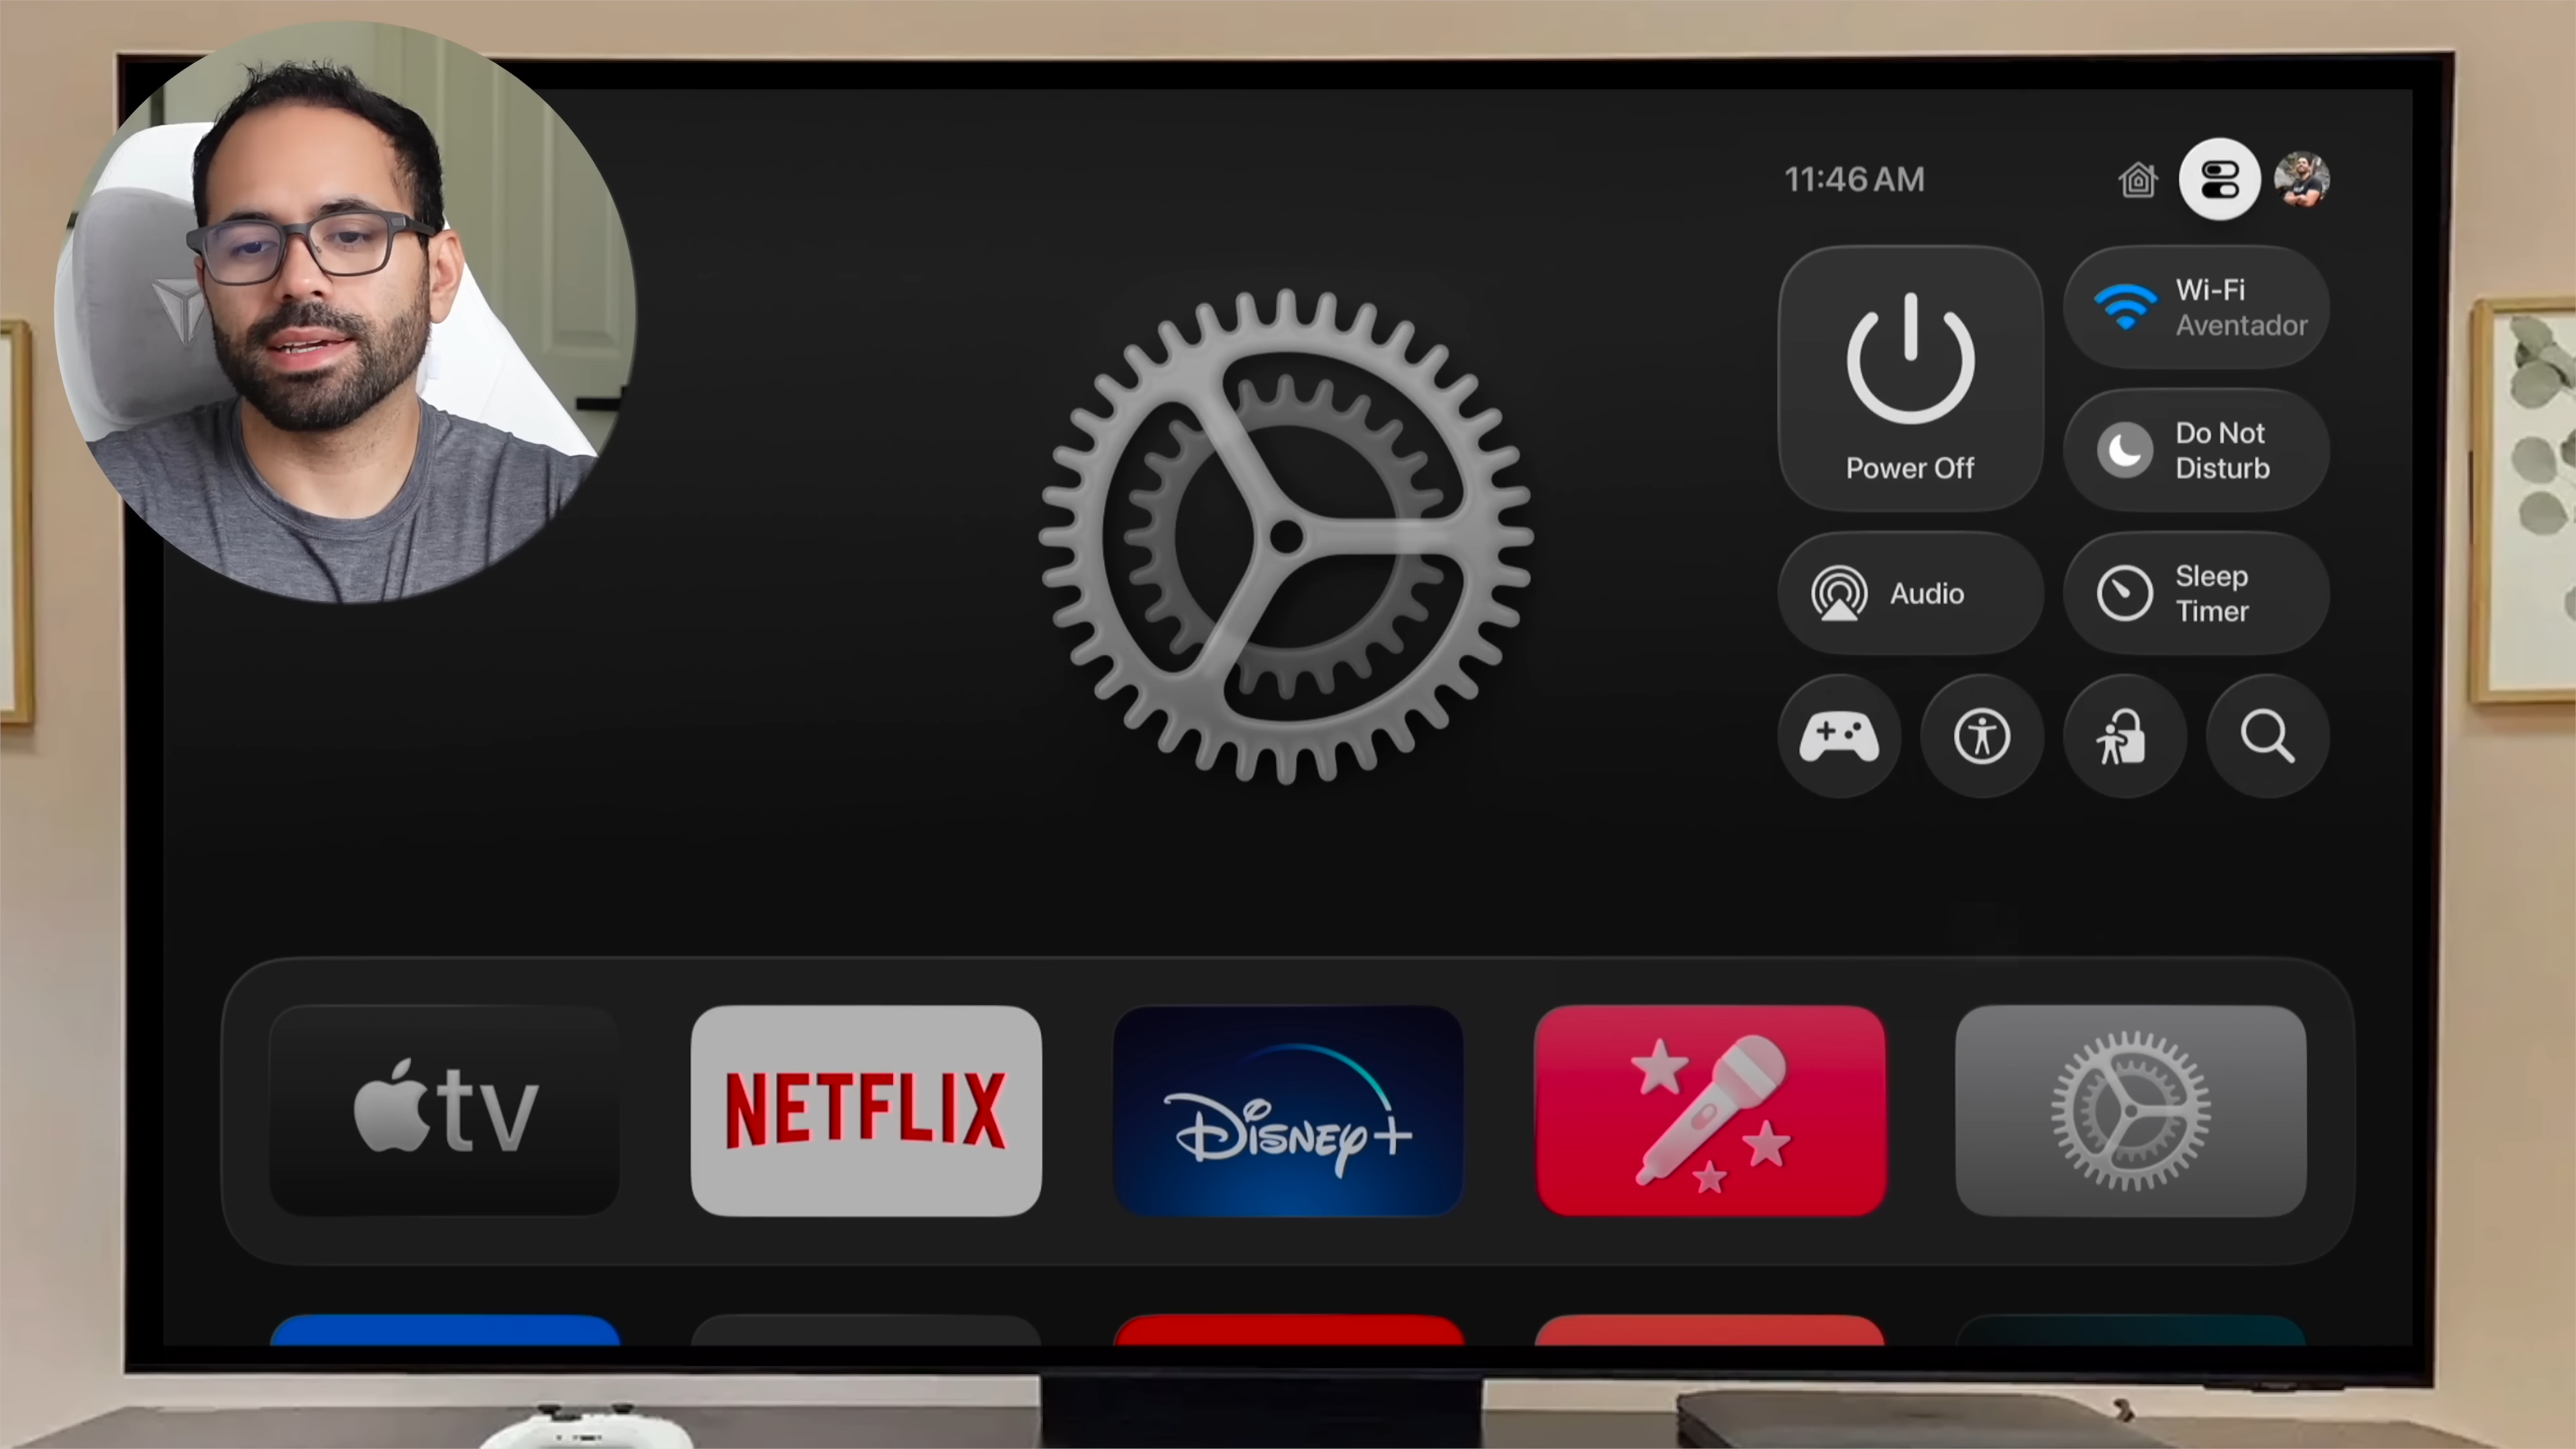 11:46 AM
Wi-Fi
Aventador
Power Off
Do Not
Disturb
Audio
Sleep
Timer
tv
NETFLIX
Disney+